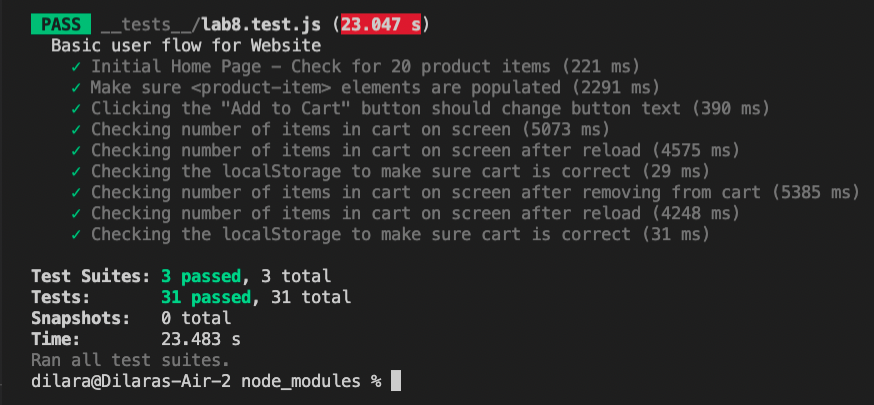 PASS __tests__/lab8.test.js (23.047 s)
Basic user flow for Website
✓ Initial Home Page – Check for 20 product items (221 ms)
✓ Make sure <product-item> elements are populated (2291 ms)
✓ Clicking the "Add to Cart" button should change button text (390 ms)
✓ Checking number of items in cart on screen (5073 ms)
✓ Checking number of items in cart on screen after reload (4575 ms)
✓ Checking the localStorage to make sure cart is correct (29 ms)
✓ Checking number of items in cart on screen after removing from cart (5385 ms)
✓ Checking number of items in cart on screen after reload (4248 ms)
✓ Checking the localStorage to make sure cart is correct (31 ms)
Test Suites: 3 passed, 3 total
Tests: 31 passed, 31 total
Snapshots: 0 total
Time: 23.483 s
Ran all test suites.
dilara@Dilaras-Air-2 node_modules %